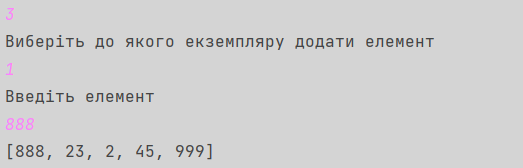 3
Виберіть до якого екземпляру додати елемент
1
Введіть елемент
888
[888, 23, 2, 45, 999]